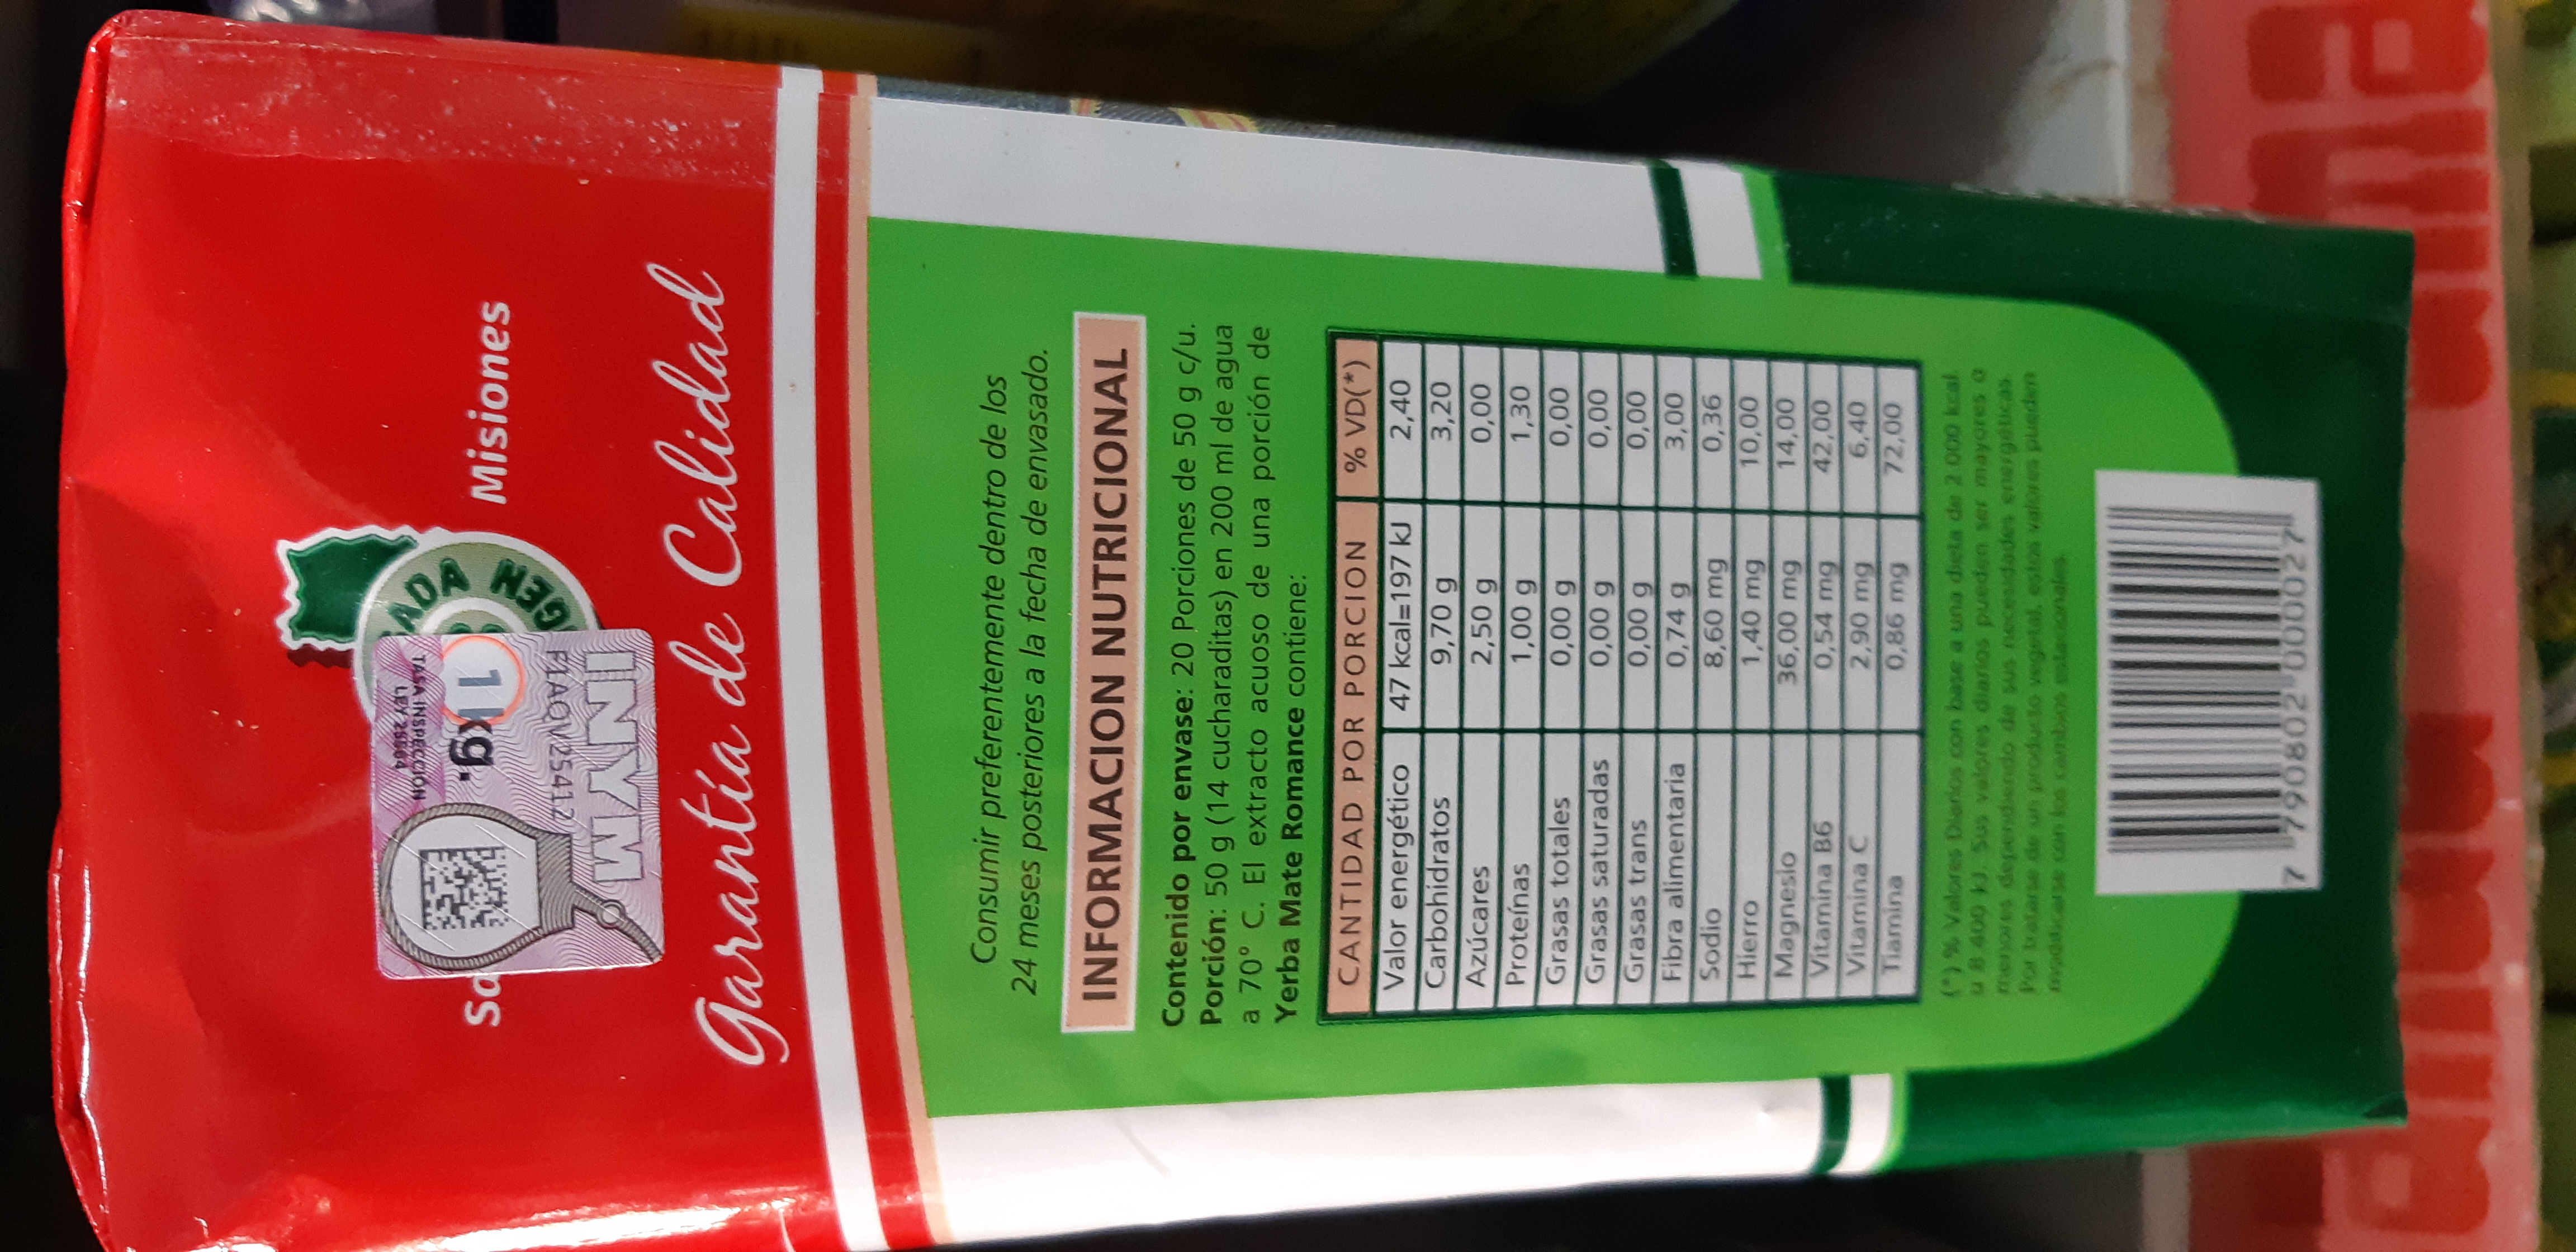 TASA INSPECCIÓN
LEY 25564
1 kg.
F1AQV25412
INYM
Misiones
Garantía de Calidad
Consumir preferentemente dentro de los
24 meses posteriores a la fecha de envasado.
INFORMACION NUTRICIONAL
Contenido por envase: 20 Porciones de 50 g c/u.
Porción: 50 g (14 cucharaditas) en 200 ml de agua
a 70° C. El extracto acuoso de una porción de
Yerba Mate Romance contiene:
CANTIDAD POR PORCION % VD(*)
Valor energético 47 kcal=197 kJ 2,40
Carbohidratos 9,70 g 3,20
Azúcares 2,50 g 0,00
Proteínas 1,00 g 1,30
Grasas totales 0,00 g 0,00
Grasas saturadas 0,00 g 0,00
Grasas trans 0,00 g 0,00
Fibra alimentaria 0,74 g 3,00
Sodio 8,60 mg 0,36
Hierro 1,40 mg 10,00
Magnesio 36,00 mg 14,00
Vitamina B6 0,54 mg 42,00
Vitamina C 2,90 mg 6,40
Tiamina 0,86 mg 72,00
(*) % Valores Diarios con base a una dieta de 2.000 kcal.
u 8.400 kJ. Sus valores diarios pueden ser mayores o
menores dependiendo de sus necesidades energéticas.
Por tratarse de un producto vegetal, estos valores pueden
modificarse con los cambios estacionales.
7 790802 000027